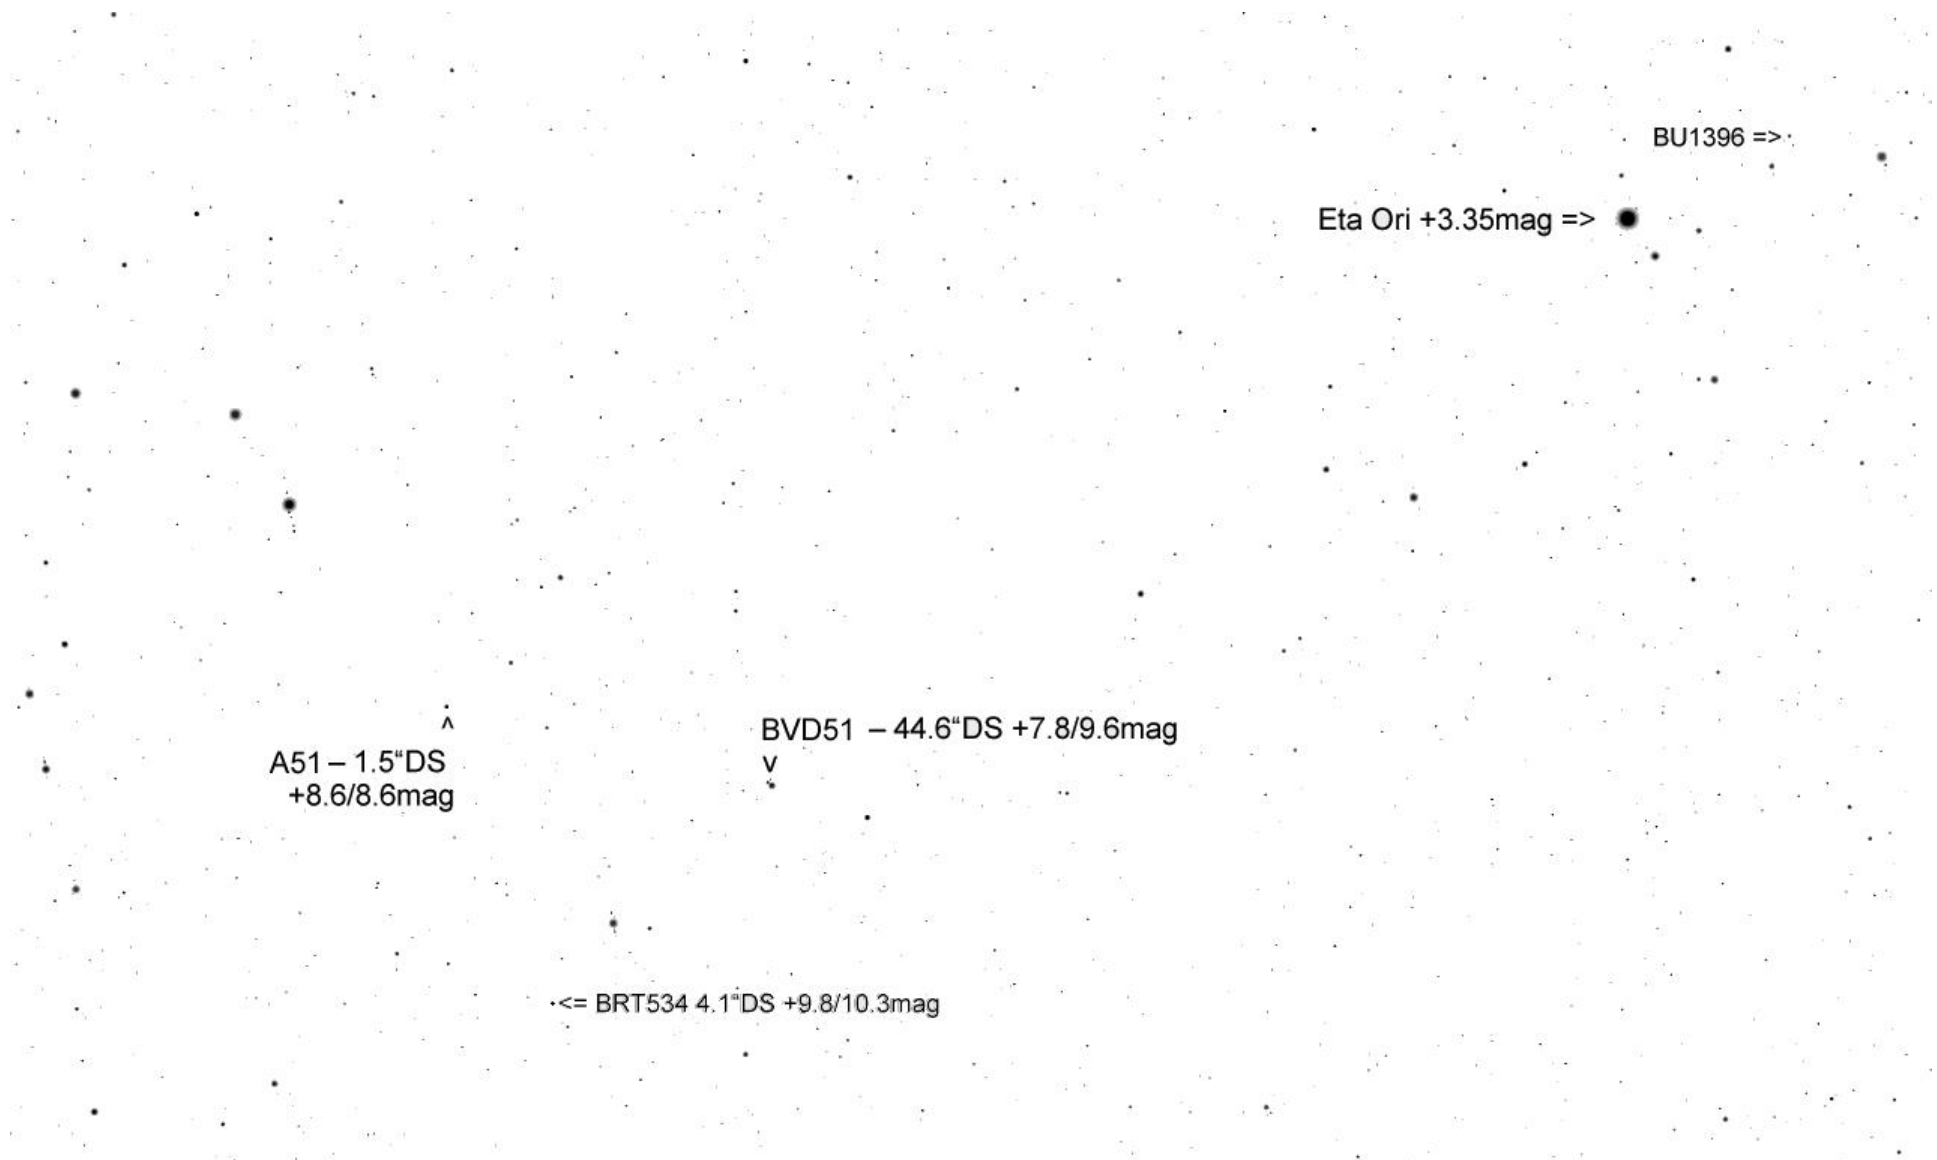 BU1396 =>
Eta Ori +3.35mag =>
BVD51 – 44.6“DS +7.8/9.6mag
v
^
A51 – 1.5“DS
+8.6/8.6mag
<= BRT534 4.1“DS +9.8/10.3mag